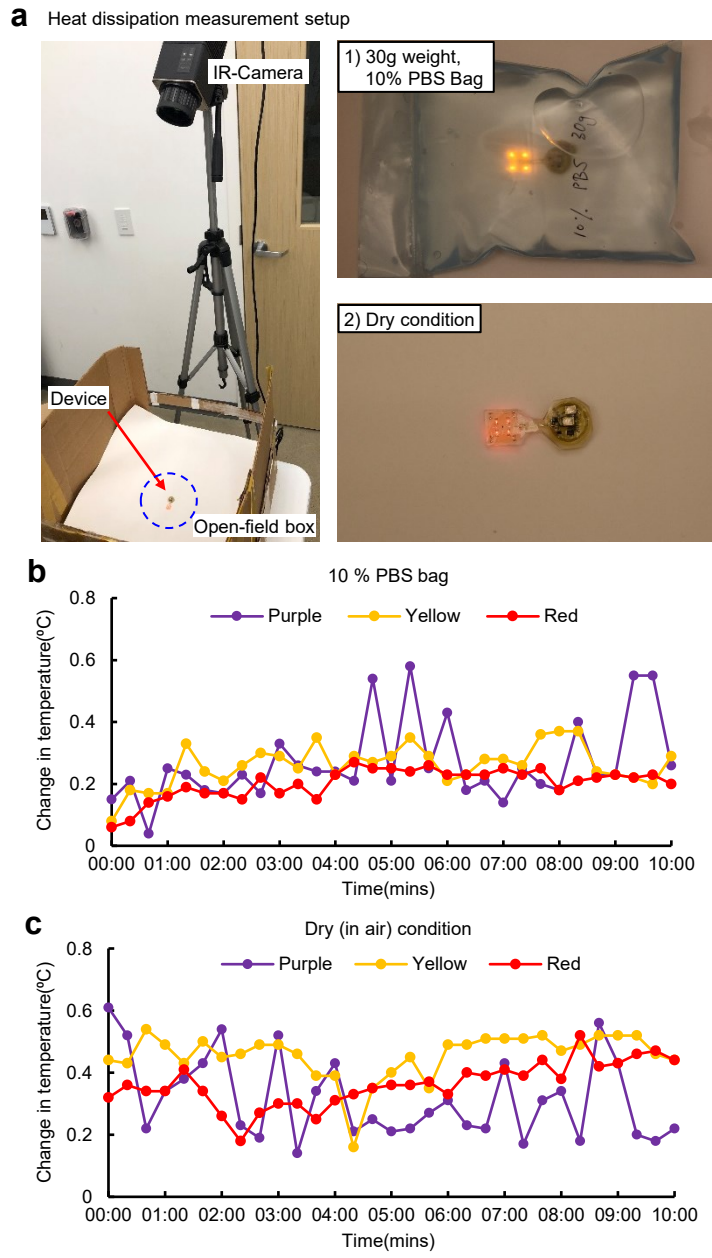 a Heat dissipation measurement setup
IR-Camera
Device
Open-field box
1) 30g weight,
10% PBS Bag
10% PBS 30g
2) Dry condition
b 10 % PBS bag
Purple Yellow Red
Change in temperature(ºC)
0.8
0.6
0.4
0.2
0
00:00 01:00 02:00 03:00 04:00 05:00 06:00 07:00 08:00 09:00 10:00
Time(mins)
c Dry (in air) condition
Purple Yellow Red
Change in temperature(ºC)
0.8
0.6
0.4
0.2
0
00:00 01:00 02:00 03:00 04:00 05:00 06:00 07:00 08:00 09:00 10:00
Time(mins)